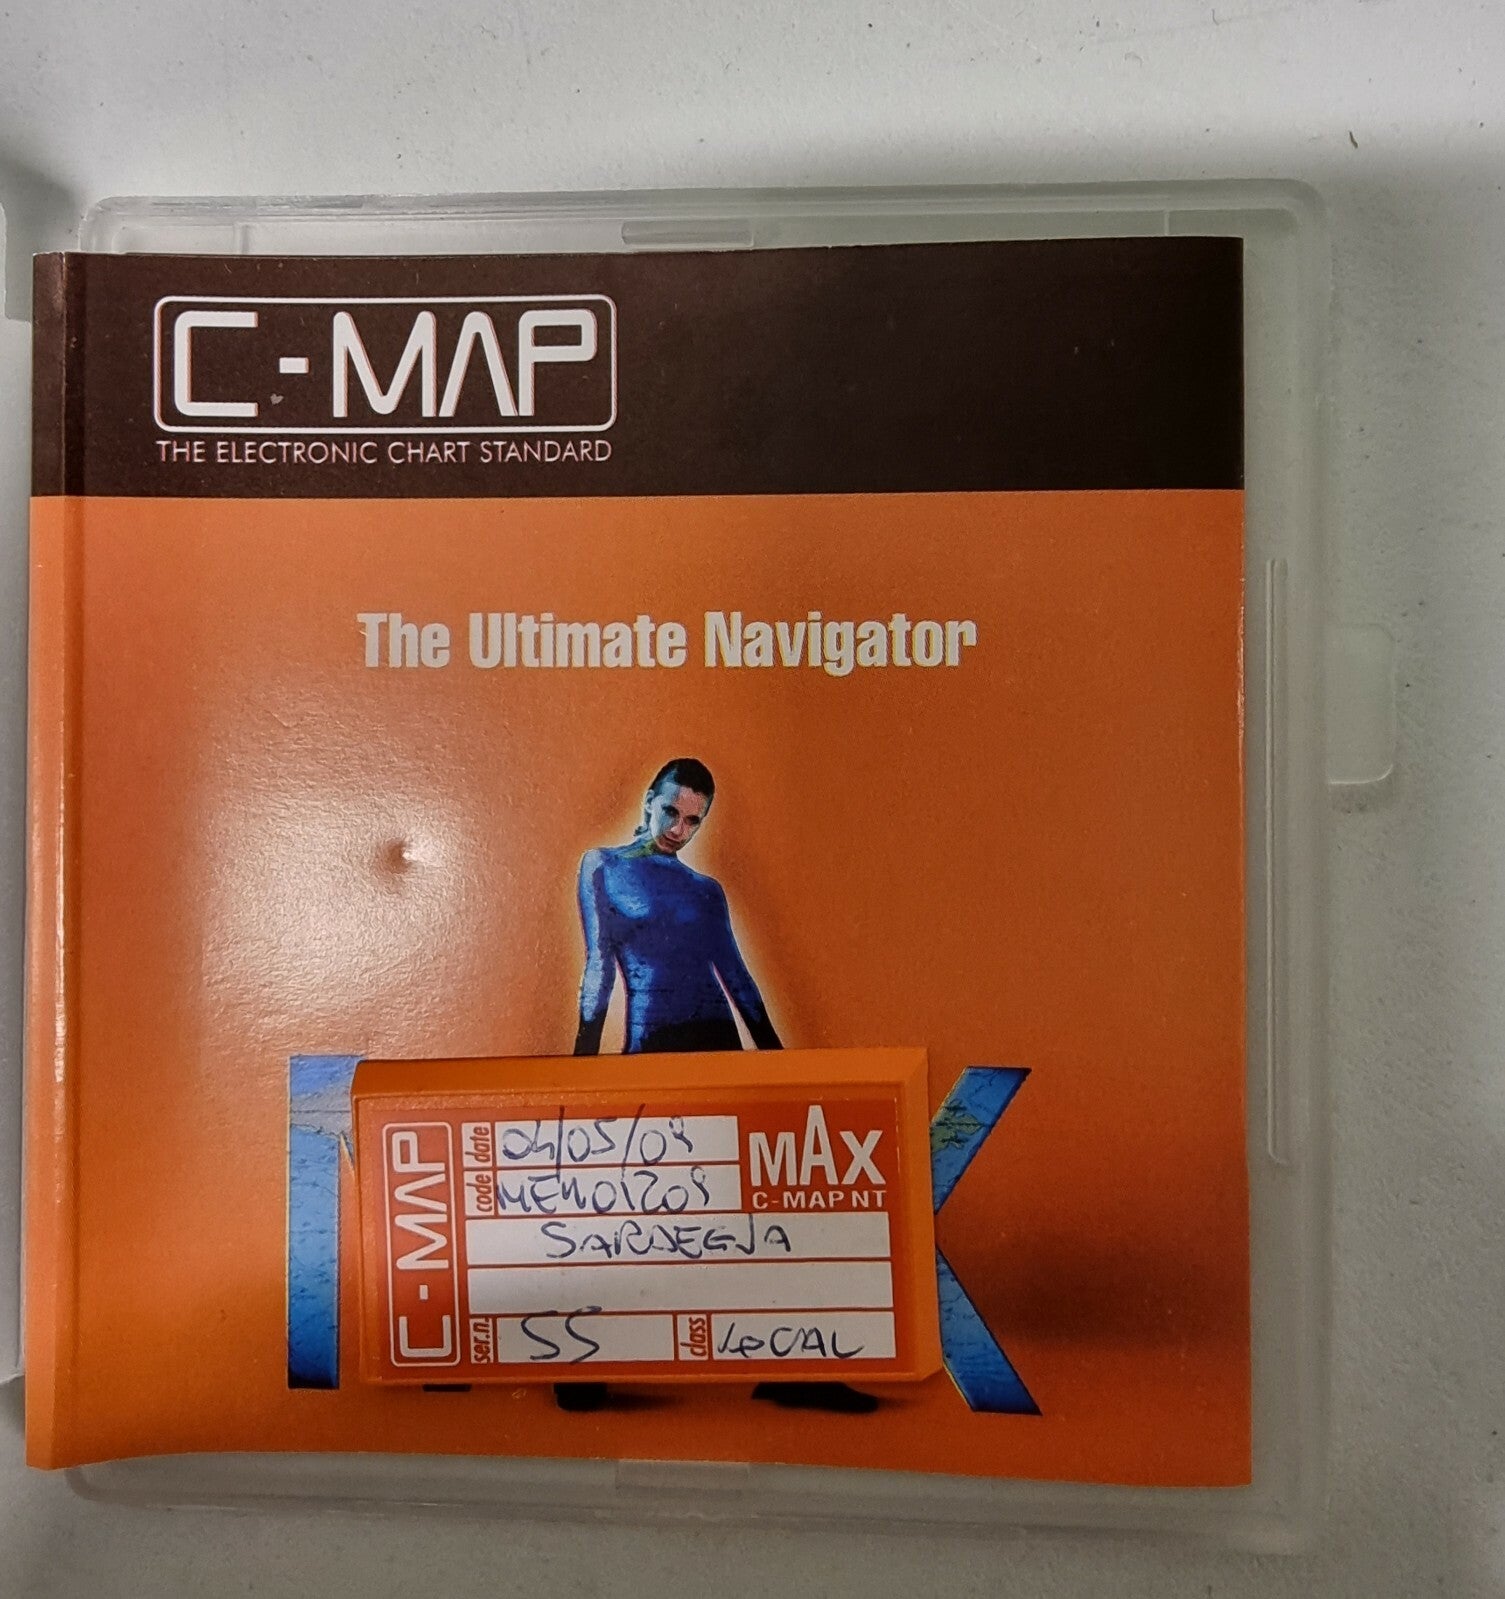 C-MAP
THE ELECTRONIC CHART STANDARD
The Ultimate Navigator
C-MAP
date 04/05/09
MAX
C-MAP NT
code
SARDEGNA
ser.n. 55
class LOCAL